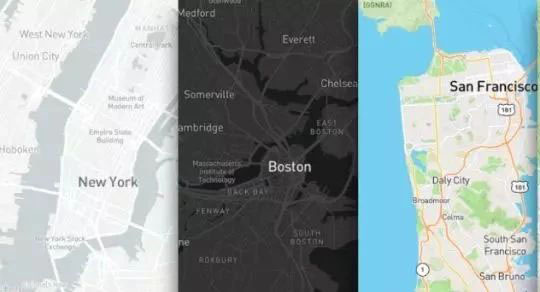 West New York
MANHATTAN
Union City
Central Park
Museum of
Modern Art
Empire State
Building
Hoboken
New York
New York Stock
Exchange
Medford
Everett
Chelsea
Somerville
ambridge
EAST
BOSTON
Massachusetts
Institute of
Technology
Boston
BACK BAY
FENWAY
SOUTH
BOSTON
ROXBURY
(GGNRA)
San Francisco
101
Daly City
101
Broadmoor
Colma
South San
Francisco
1
San Bruno